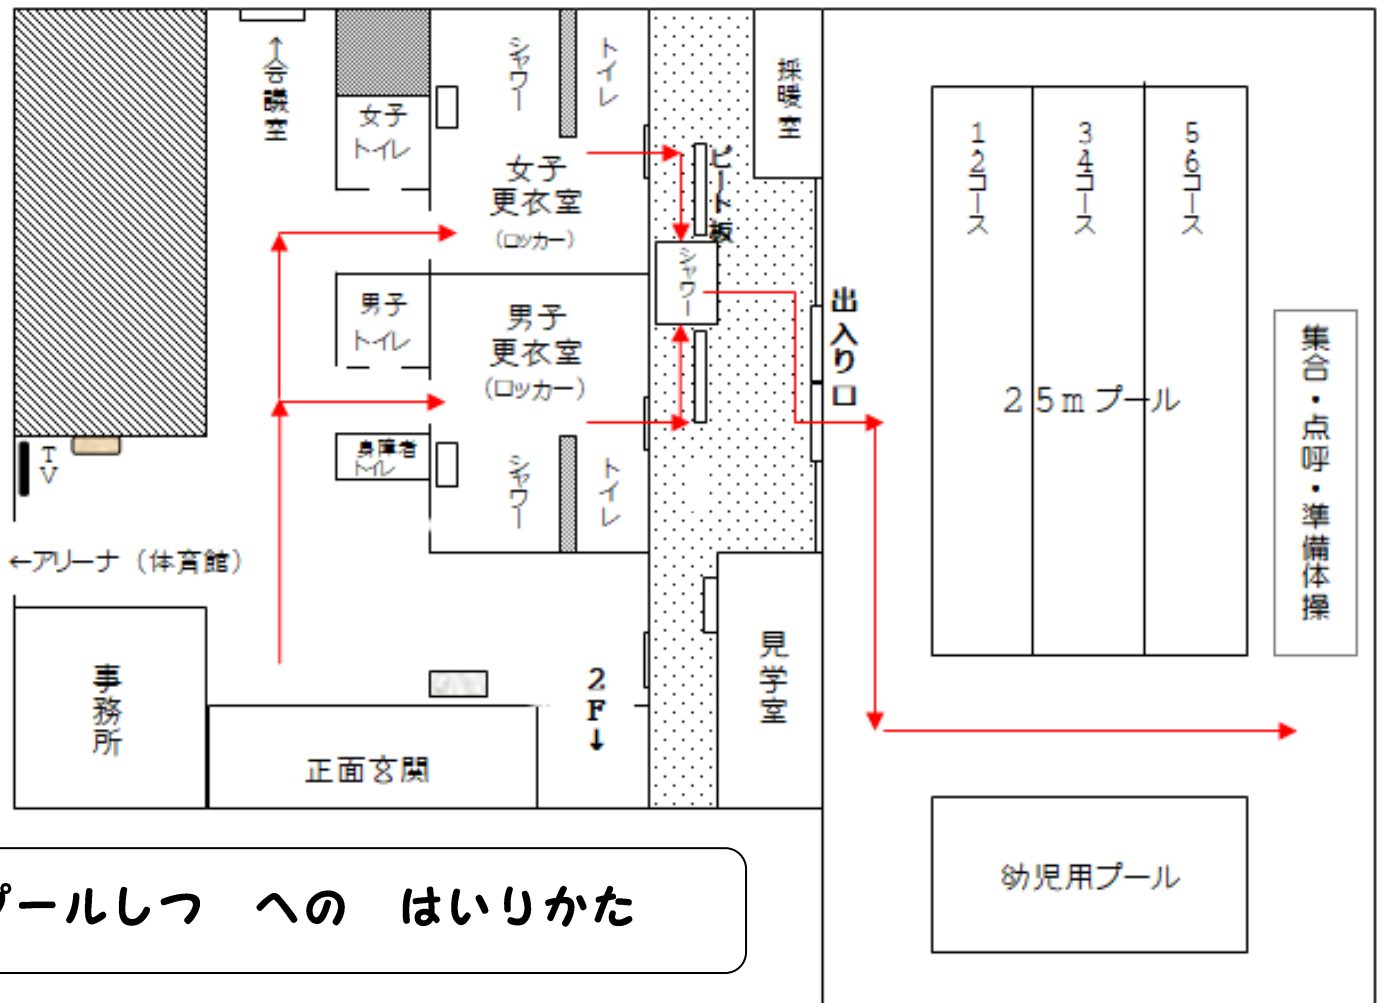 ↑会議室
女子
トイレ
シャワー
トイレ
女子
更衣室
(ロッカー)
ビート板
採暖室
シャワー
男子
トイレ
男子
更衣室
(ロッカー)
身障者
トイレ
シャワー
トイレ
TV
←アリーナ（体育館）
事務所
正面玄関
2F↓
見学室
出入り口
1.2コース
3.4コース
5.6コース
２５ｍプール
集合・点呼・準備体操
幼児用プール
プールしつ　への　はいりかた